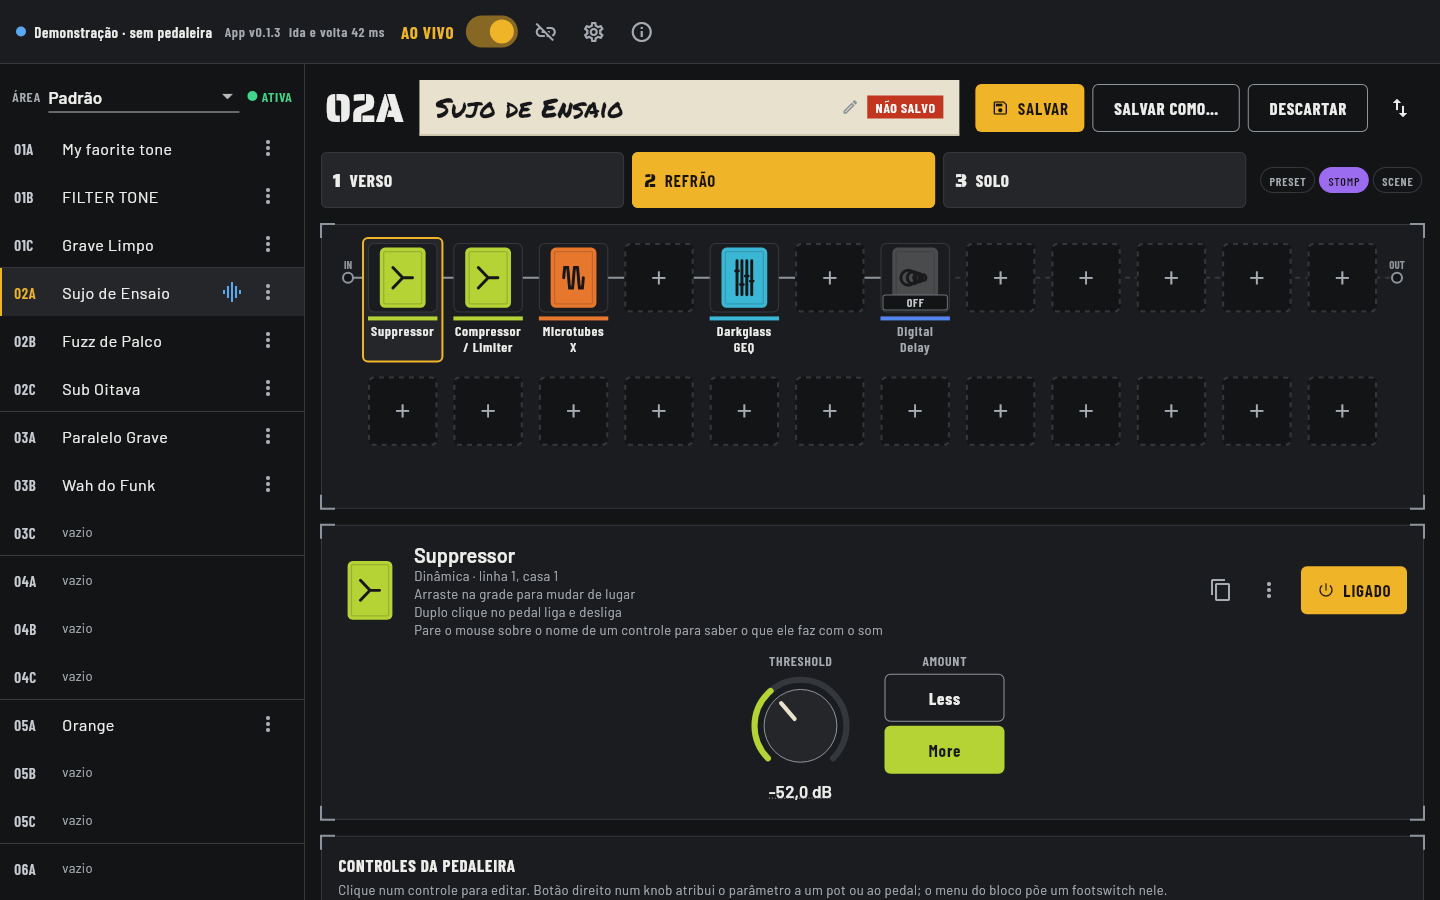 Demonstração · sem pedaleira App v0.1.3 Ida e volta 42 ms AO VIVO
ÁREA Padrão ATIVA
01A My faorite tone
01B FILTER TONE
01C Grave Limpo
02A Sujo de Ensaio
02B Fuzz de Palco
02C Sub Oitava
03A Paralelo Grave
03B Wah do Funk
03C vazio
04A vazio
04B vazio
04C vazio
05A Orange
05B vazio
05C vazio
06A vazio
02A Sujo de Ensaio NÃO SALVO SALVAR SALVAR COMO... DESCARTAR
1 VERSO 2 REFRÃO 3 SOLO PRESET STOMP SCENE
IN OUT
OFF
Suppressor Compressor / Limiter Microtubes X Darkglass GEQ Digital Delay
Suppressor
Dinâmica · linha 1, casa 1
Arraste na grade para mudar de lugar
Duplo clique no pedal liga e desliga
Pare o mouse sobre o nome de um controle para saber o que ele faz com o som
LIGADO
THRESHOLD AMOUNT
Less
More
-52,0 dB
CONTROLES DA PEDALEIRA
Clique num controle para editar. Botão direito num knob atribui o parâmetro a um pot ou ao pedal; o menu do bloco põe um footswitch nele.